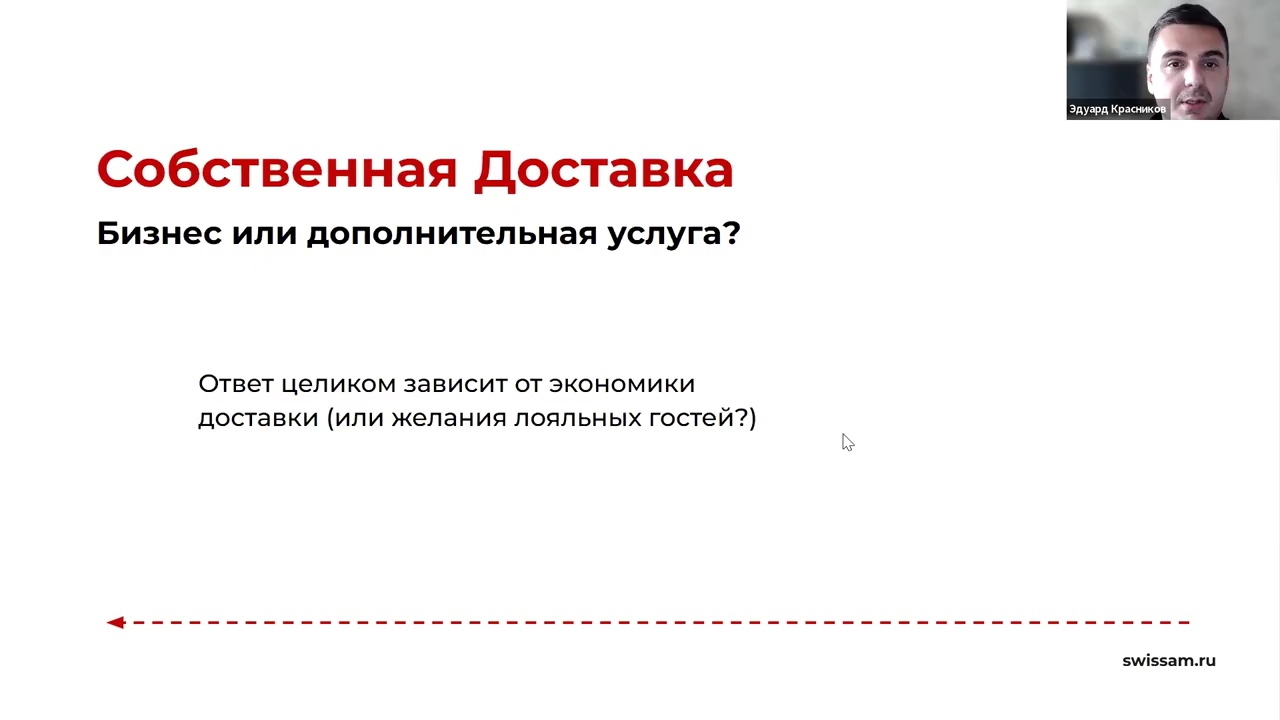 Эдуард Красников
Собственная Доставка
Бизнес или дополнительная услуга?
Ответ целиком зависит от экономики
доставки (или желания лояльных гостей?)
swissam.ru